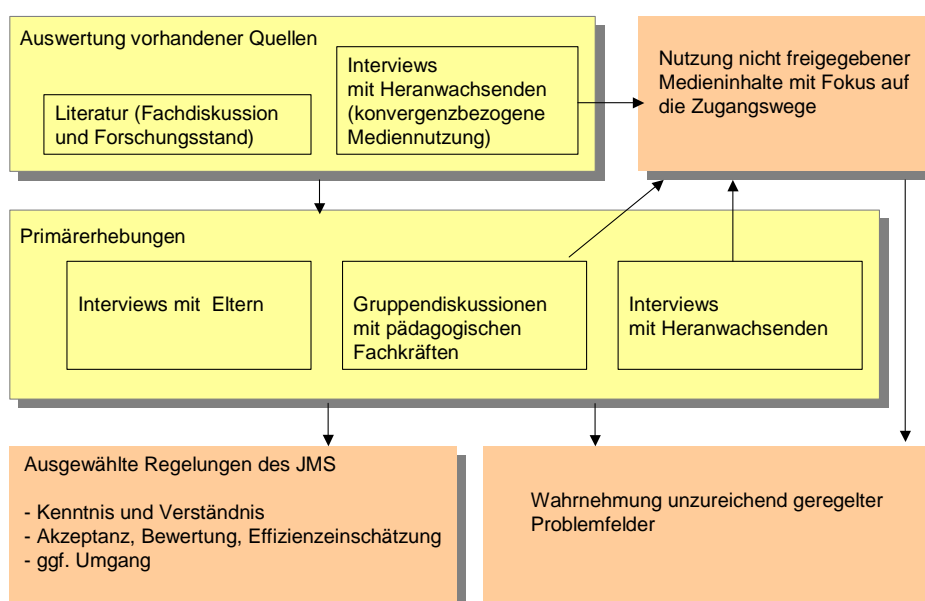 Auswertung vorhandener Quellen
Literatur (Fachdiskussion
und Forschungsstand)
Interviews
mit Heranwachsenden
(konvergenzbezogene
Mediennutzung)
Nutzung nicht freigegebener
Medieninhalte mit Fokus auf
die Zugangswege
Primärerhebungen
Interviews mit Eltern
Gruppendiskussionen
mit pädagogischen
Fachkräften
Interviews
mit Heranwachsenden
Ausgewählte Regelungen des JMS
- Kenntnis und Verständnis
- Akzeptanz, Bewertung, Effizienzeinschätzung
- ggf. Umgang
Wahrnehmung unzureichend geregelter
Problemfelder